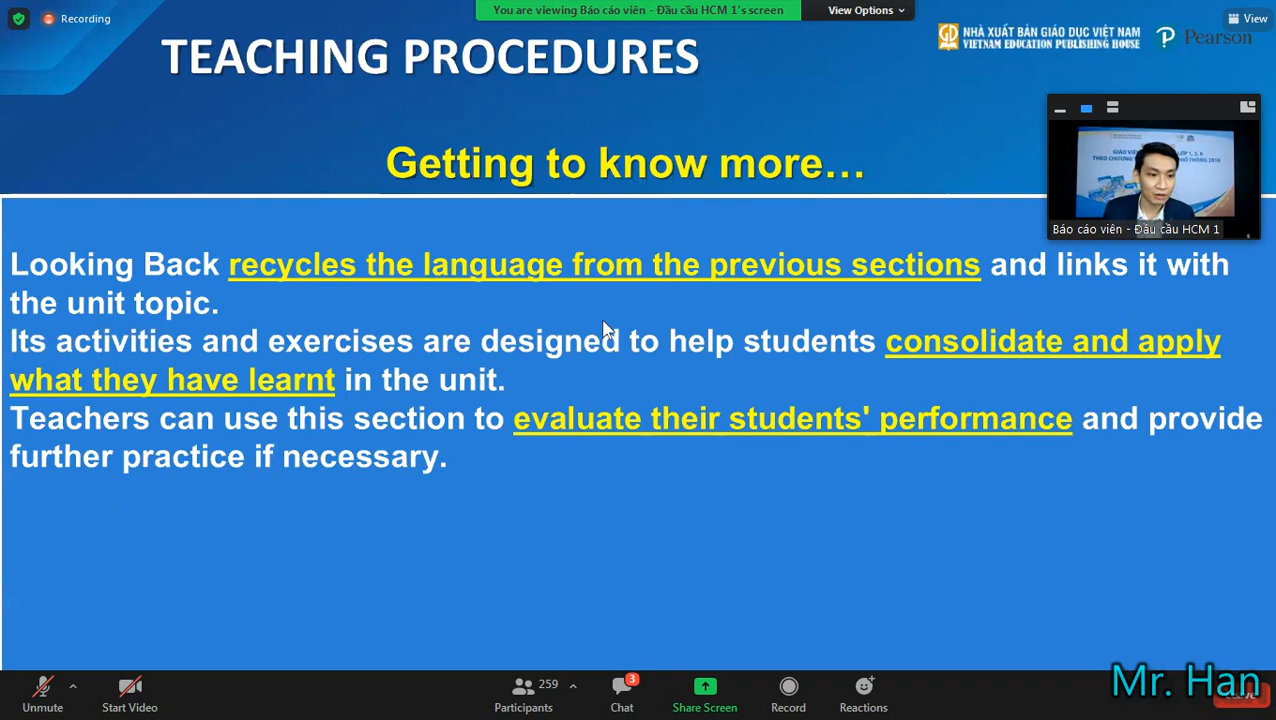 Recording
You are viewing Báo cáo viên - Đầu cầu HCM 1's screen
View Options
View
TEACHING PROCEDURES
NHÀ XUẤT BẢN GIÁO DỤC VIỆT NAM
VIETNAM EDUCATION PUBLISHING HOUSE
Pearson
Getting to know more…
Báo cáo viên - Đầu cầu HCM 1
Looking Back recycles the language from the previous sections and links it with
the unit topic.
Its activities and exercises are designed to help students consolidate and apply
what they have learnt in the unit.
Teachers can use this section to evaluate their students' performance and provide
further practice if necessary.
Mr. Han
Unmute
Start Video
259
Participants
3
Chat
Share Screen
Record
Reactions